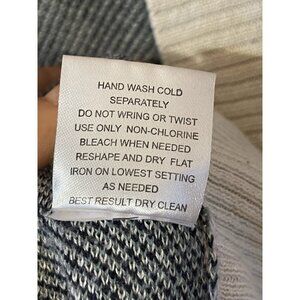 HAND WASH COLD
SEPARATELY
DO NOT WRING OR TWIST
USE ONLY NON-CHLORINE
BLEACH WHEN NEEDED
RESHAPE AND DRY FLAT
IRON ON LOWEST SETTING
AS NEEDED
BEST RESULT DRY CLEAN